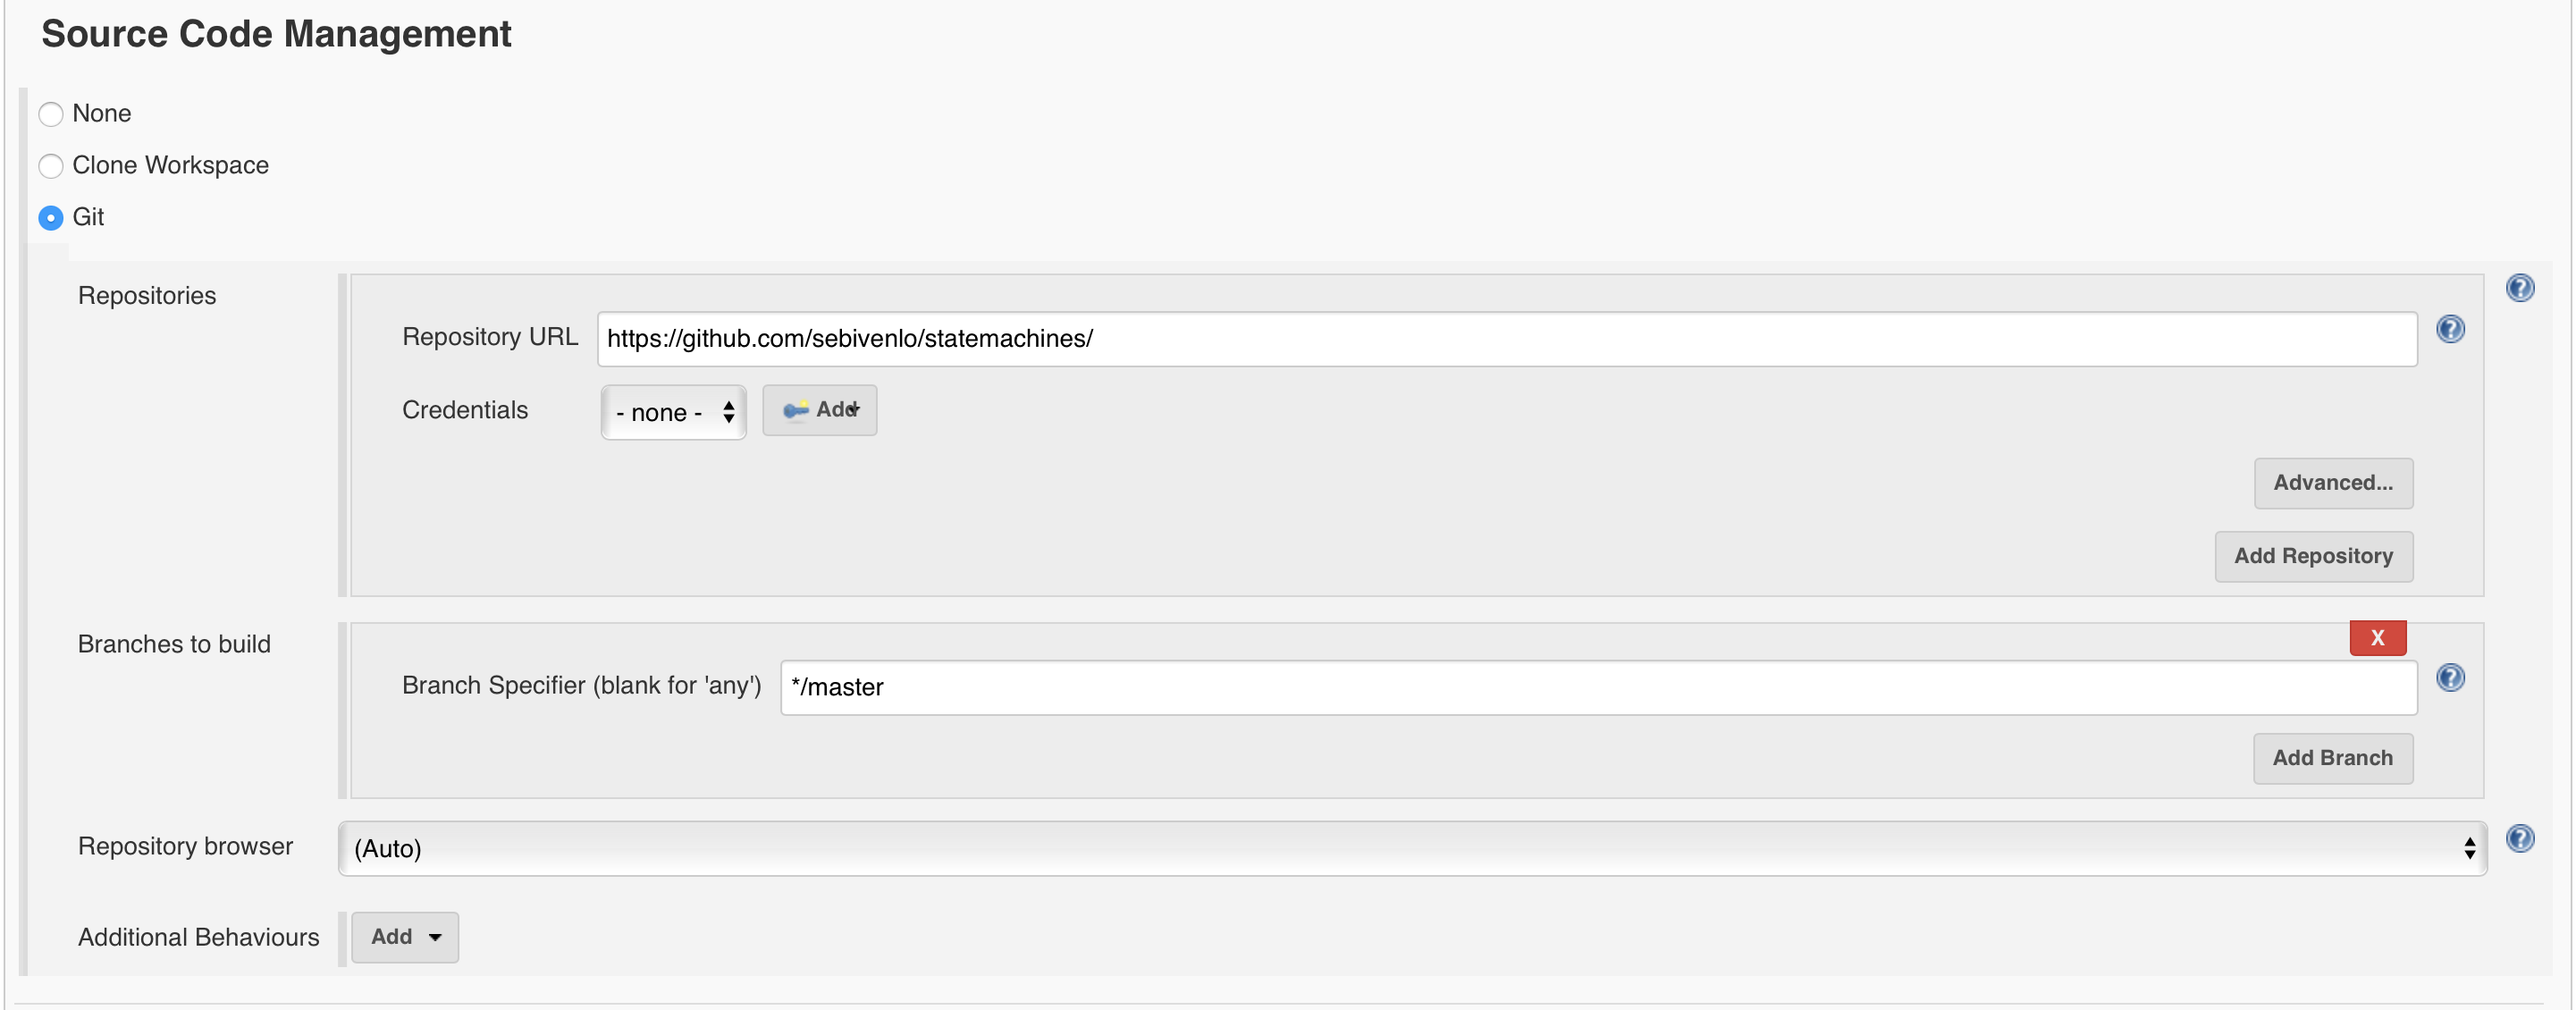 Source Code Management
None
Clone Workspace
Git
Repositories
Repository URL https://github.com/sebivenlo/statemachines/
Credentials - none - Add
Advanced...
Add Repository
Branches to build
X
Branch Specifier (blank for 'any') */master
Add Branch
Repository browser (Auto)
Additional Behaviours Add